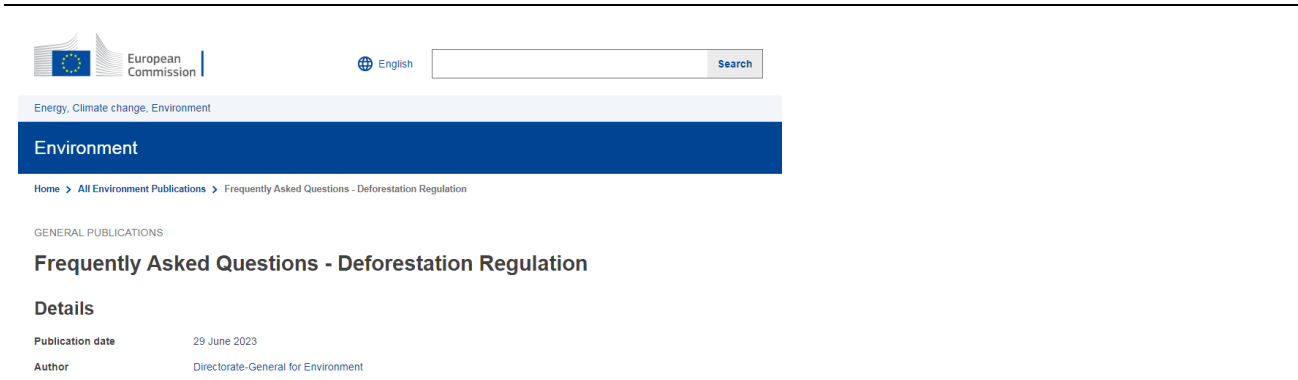 European
Commission
English
Search
Energy, Climate change, Environment
Environment
Home > All Environment Publications > Frequently Asked Questions - Deforestation Regulation
GENERAL PUBLICATIONS
Frequently Asked Questions - Deforestation Regulation
Details
Publication date 29 June 2023
Author Directorate-General for Environment